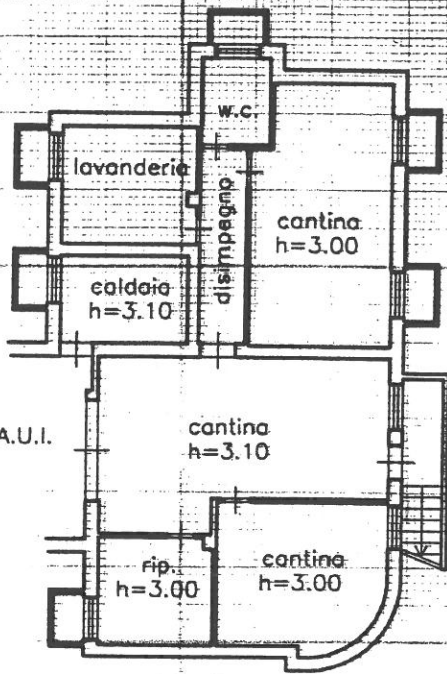 w.c.
lavanderia
disimpegno
cantina
h=3.00
caldaia
h=3.10
A.U.I.
cantina
h=3.10
rip.
h=3.00
cantina
h=3.00